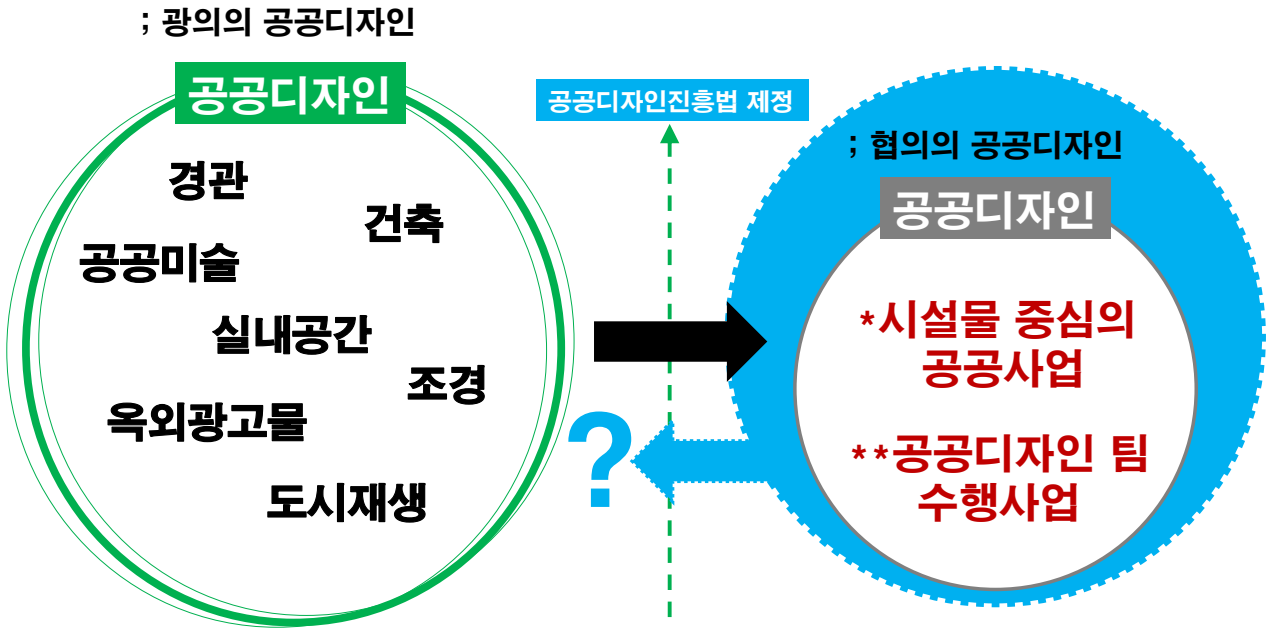 ; 광의의 공공디자인
공공디자인
경관
건축
공공미술
실내공간
조경
옥외광고물
도시재생
공공디자인진흥법 제정
?
; 협의의 공공디자인
공공디자인
*시설물 중심의
공공사업
**공공디자인 팀
수행사업